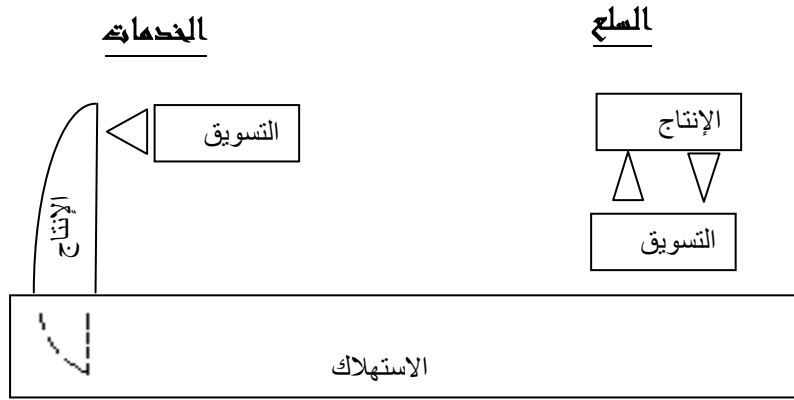 السلع
الخدمات
الإنتاج
التسويق
التسويق
الإنتاج
الاستهلاك